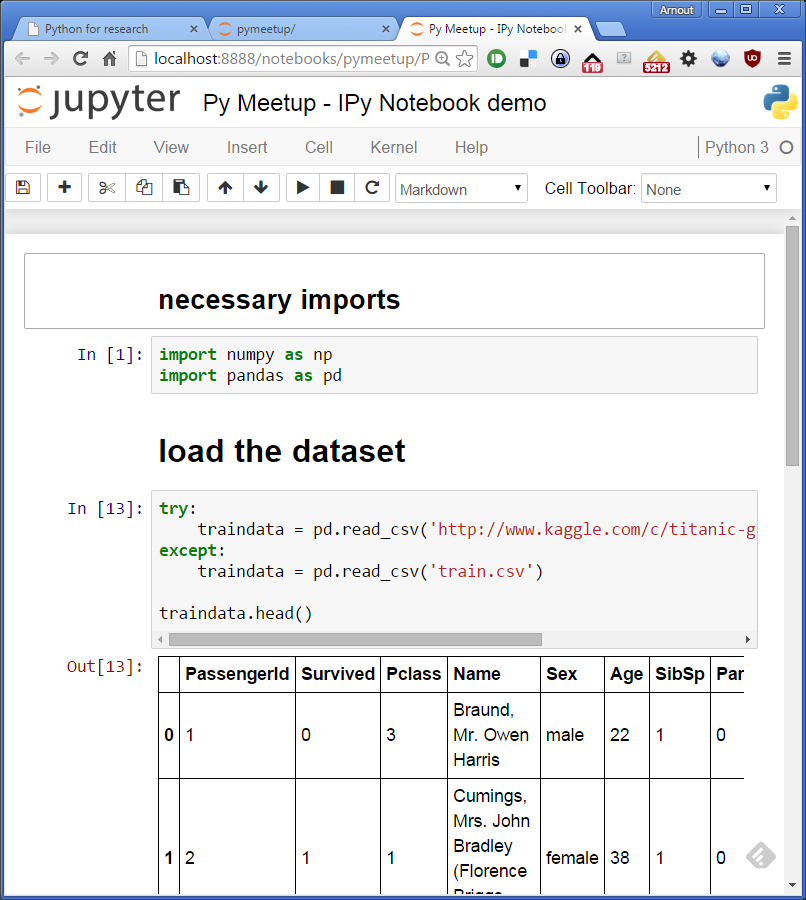 Arnout
Python for research
pymeetup/
Py Meetup - IPy Notebook
localhost:8888/notebooks/pymeetup/P
119
5212
jupyter Py Meetup - IPy Notebook demo
File Edit View Insert Cell Kernel Help Python 3
Markdown Cell Toolbar: None
necessary imports
In [1]: import numpy as np
import pandas as pd
load the dataset
In [13]: try:
traindata = pd.read_csv('http://www.kaggle.com/c/titanic-g
except:
traindata = pd.read_csv('train.csv')
traindata.head()
Out[13]:
PassengerId Survived Pclass Name Sex Age SibSp Par
0 1 0 3 Braund, Mr. Owen Harris male 22 1 0
1 2 1 1 Cumings, Mrs. John Bradley (Florence female 38 1 0